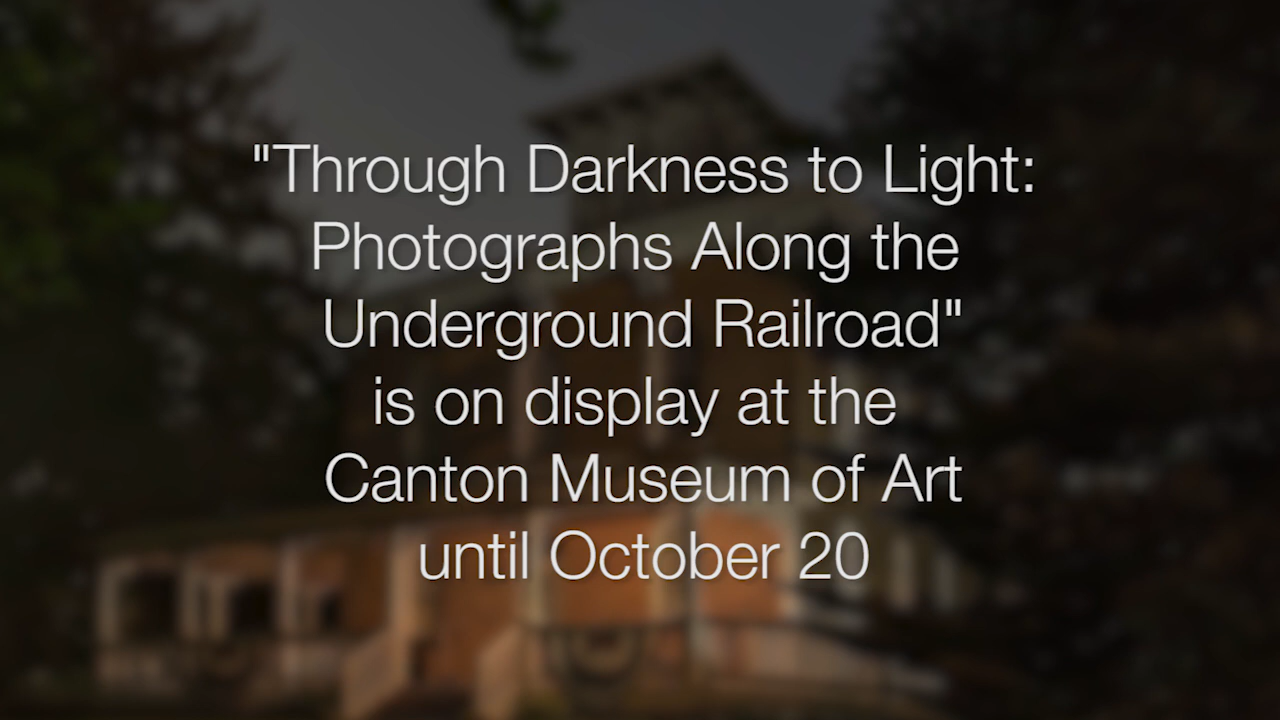 "Through Darkness to Light:
Photographs Along the
Underground Railroad"
is on display at the
Canton Museum of Art
until October 20